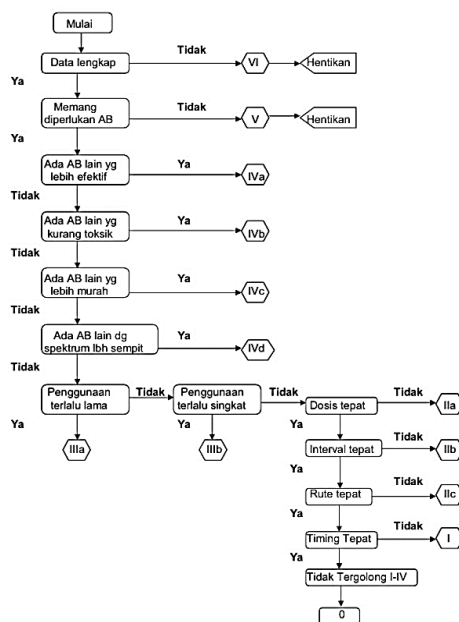 Mulai
Tidak
Data lengkap
VI
Hentikan
Ya
Tidak
Memang
diperlukan AB
V
Hentikan
Ya
Ada AB lain yg
lebih efektif
Ya
IVa
Tidak
Ada AB lain yg
kurang toksik
Ya
IVb
Tidak
Ada AB lain yg
lebih murah
Ya
IVc
Tidak
Ada AB lain dg
spektrum lbh sempit
Ya
IVd
Tidak
Penggunaan
terlalu lama
Tidak
Penggunaan
terlalu singkat
Tidak
Dosis tepat
Tidak
IIa
Ya
IIIa
Ya
IIIb
Ya
Interval tepat
Tidak
IIb
Ya
Rute tepat
Tidak
IIc
Ya
Timing Tepat
Tidak
I
Ya
Tidak Tergolong I-IV
0